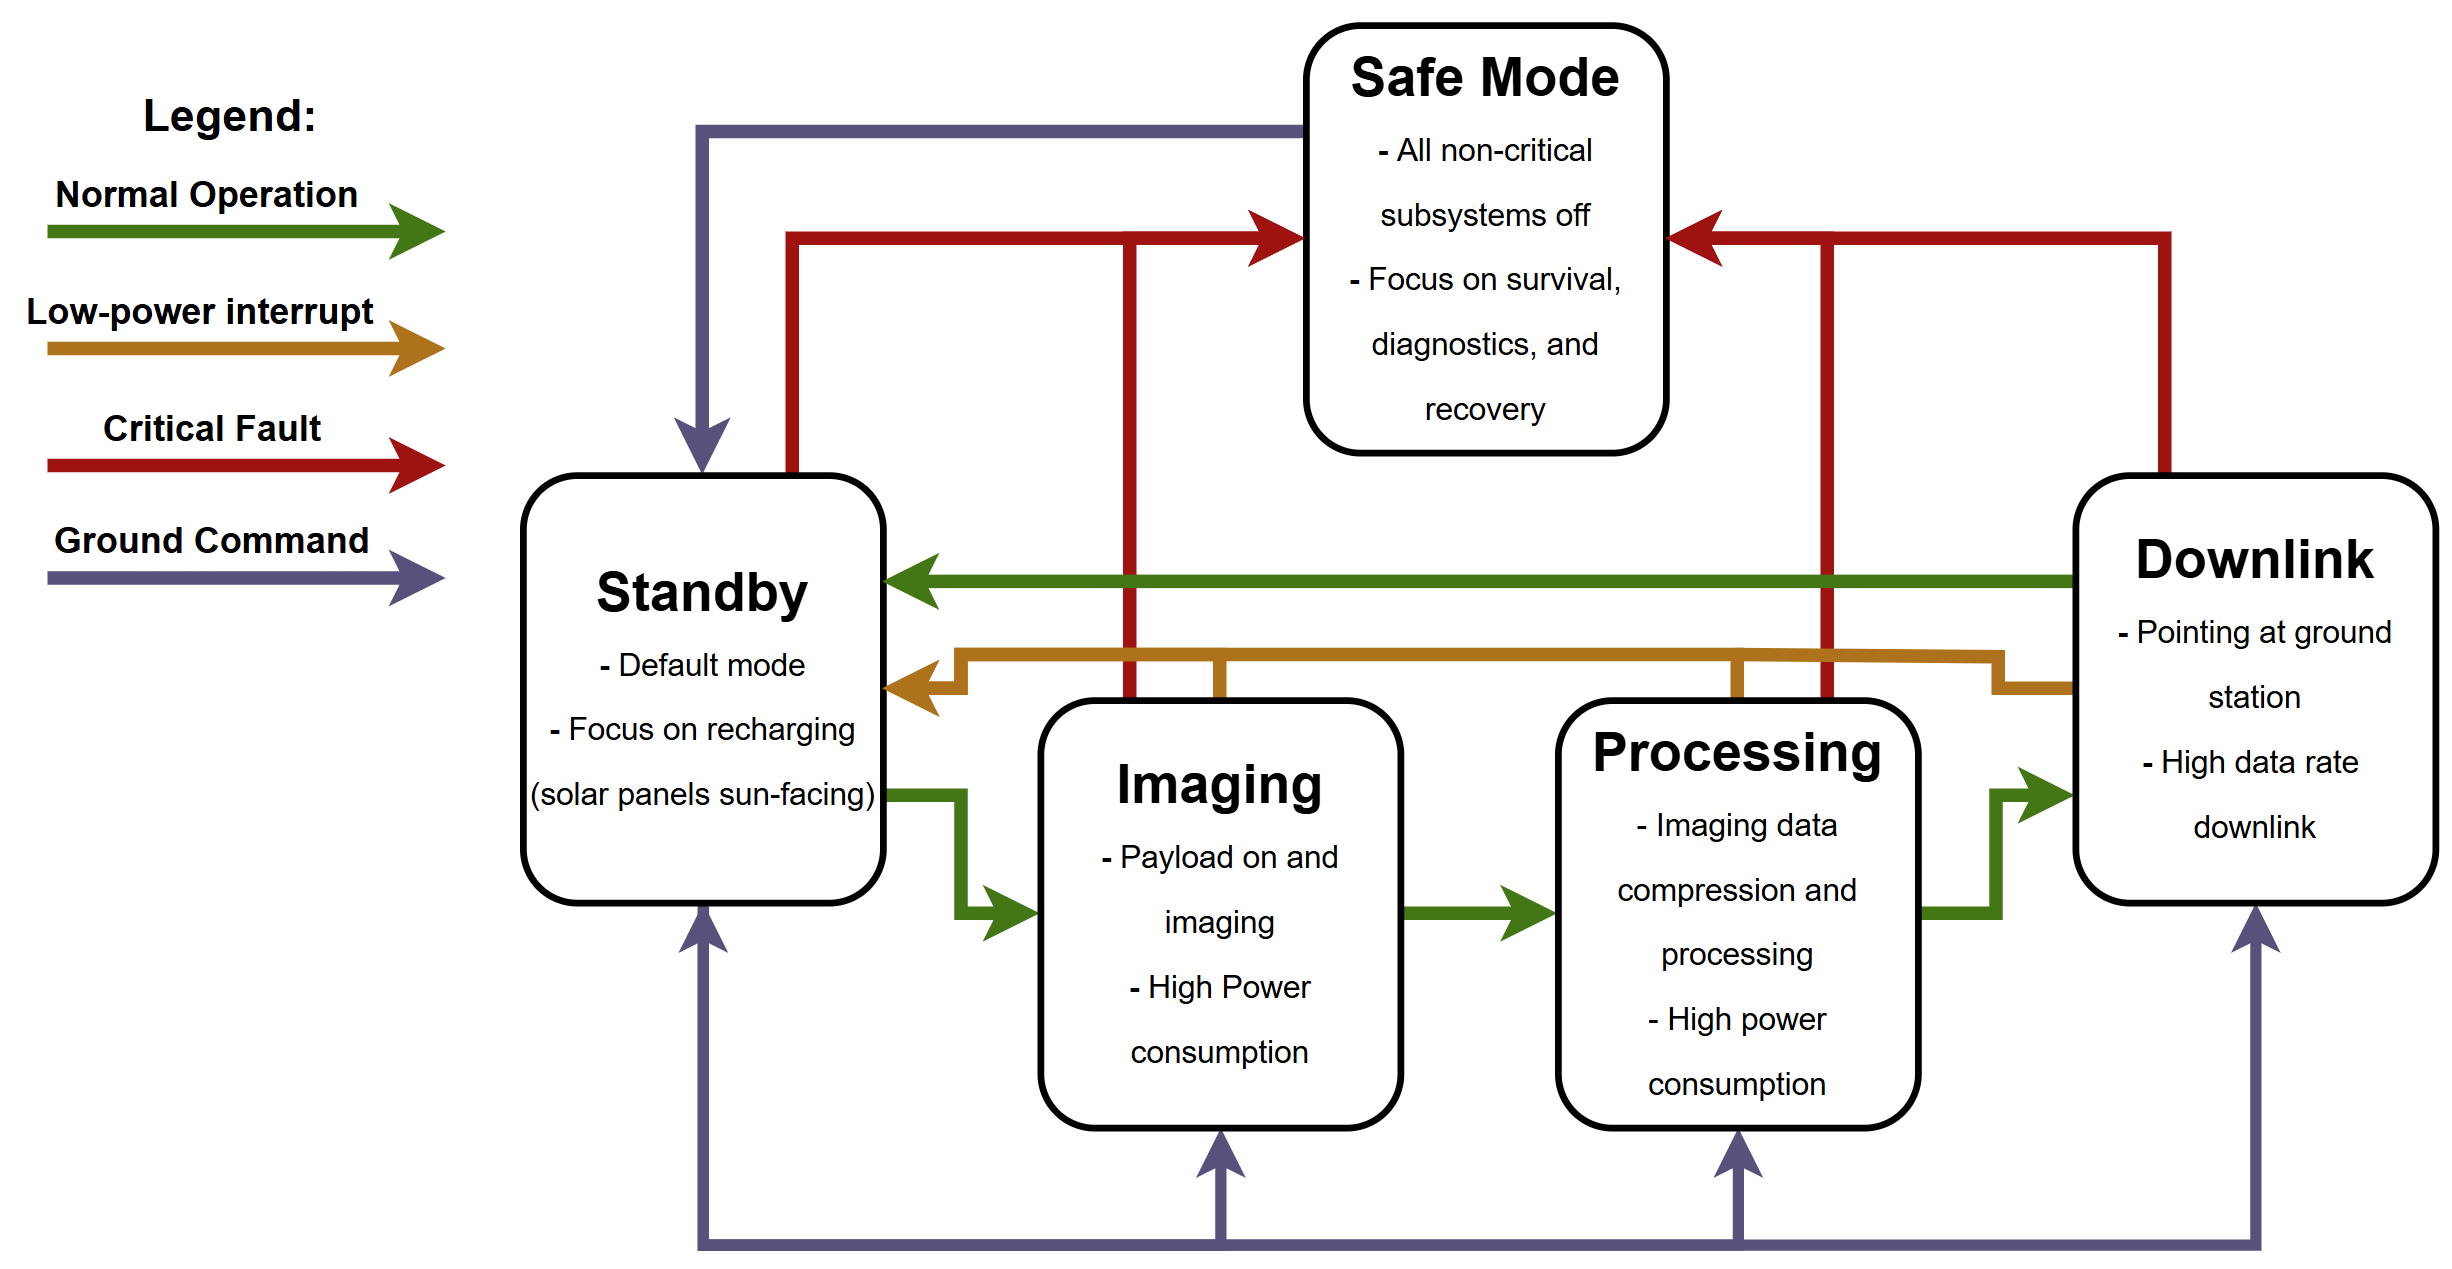 Legend:
Normal Operation
Low-power interrupt
Critical Fault
Ground Command
Safe Mode
- All non-critical
subsystems off
- Focus on survival,
diagnostics, and
recovery
Standby
- Default mode
- Focus on recharging
(solar panels sun-facing)
Imaging
- Payload on and
imaging
- High Power
consumption
Processing
- Imaging data
compression and
processing
- High power
consumption
Downlink
- Pointing at ground
station
- High data rate
downlink